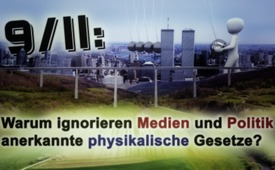 9/11:
Warum ignorieren Medien und Politik
anerkannte physikalische Gesetze?